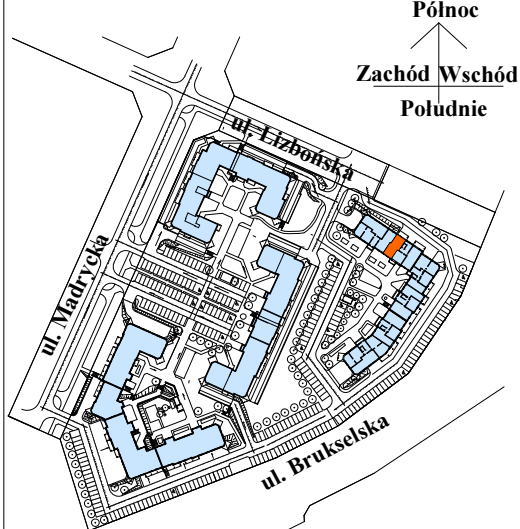 Północ
Zachód Wschód
Południe
ul. Lizbońska
ul. Madrycka
ul. Brukselska